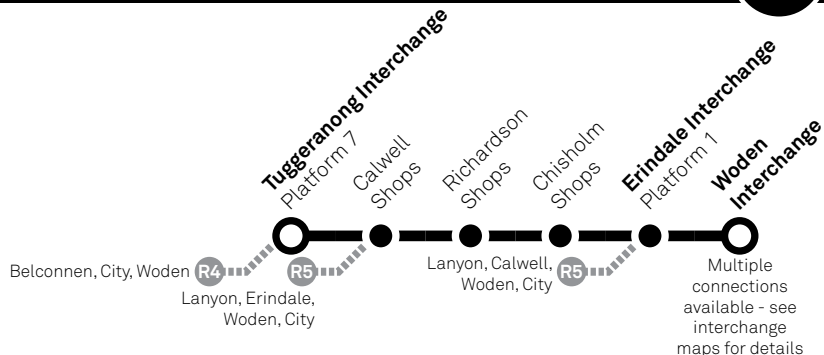 Tuggeranong Interchange
Platform 7
Calwell
Shops
Richardson
Shops
Chisholm
Shops
Erindale Interchange
Platform 1
Woden
Interchange
Belconnen, City, Woden R4
R5
Lanyon, Erindale,
Woden, City
Lanyon, Calwell,
Woden, City
R5
Multiple
connections
available - see
interchange
maps for details